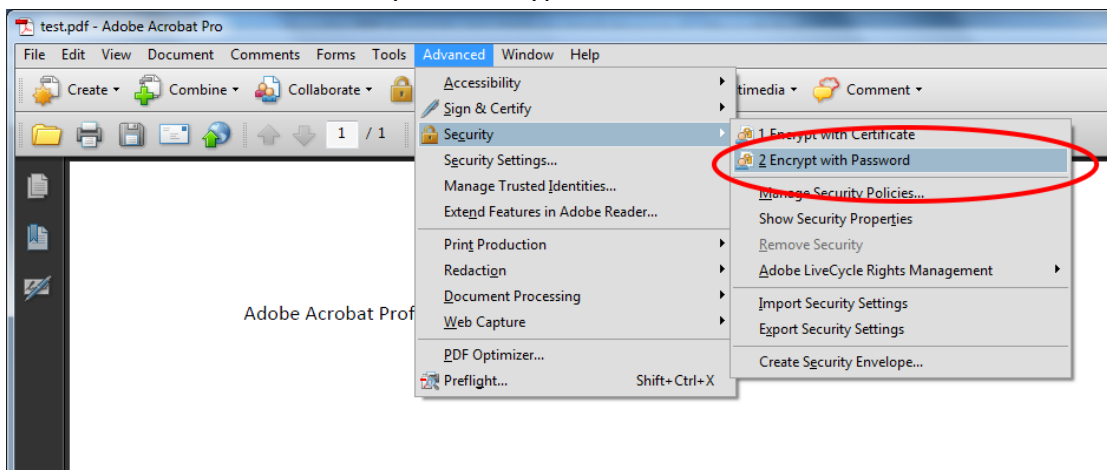 test.pdf - Adobe Acrobat Pro
File Edit View Document Comments Forms Tools Advanced Window Help
Create Combine Collaborate timedia Comment
1 / 1
Accessibility
Sign & Certify
Security
Security Settings...
Manage Trusted Identities...
Extend Features in Adobe Reader...
Print Production
Redaction
Document Processing
Web Capture
PDF Optimizer...
Preflight... Shift+Ctrl+X
1 Encrypt with Certificate
2 Encrypt with Password
Manage Security Policies...
Show Security Properties
Remove Security
Adobe LiveCycle Rights Management
Import Security Settings
Export Security Settings
Create Security Envelope...
Adobe Acrobat Prof